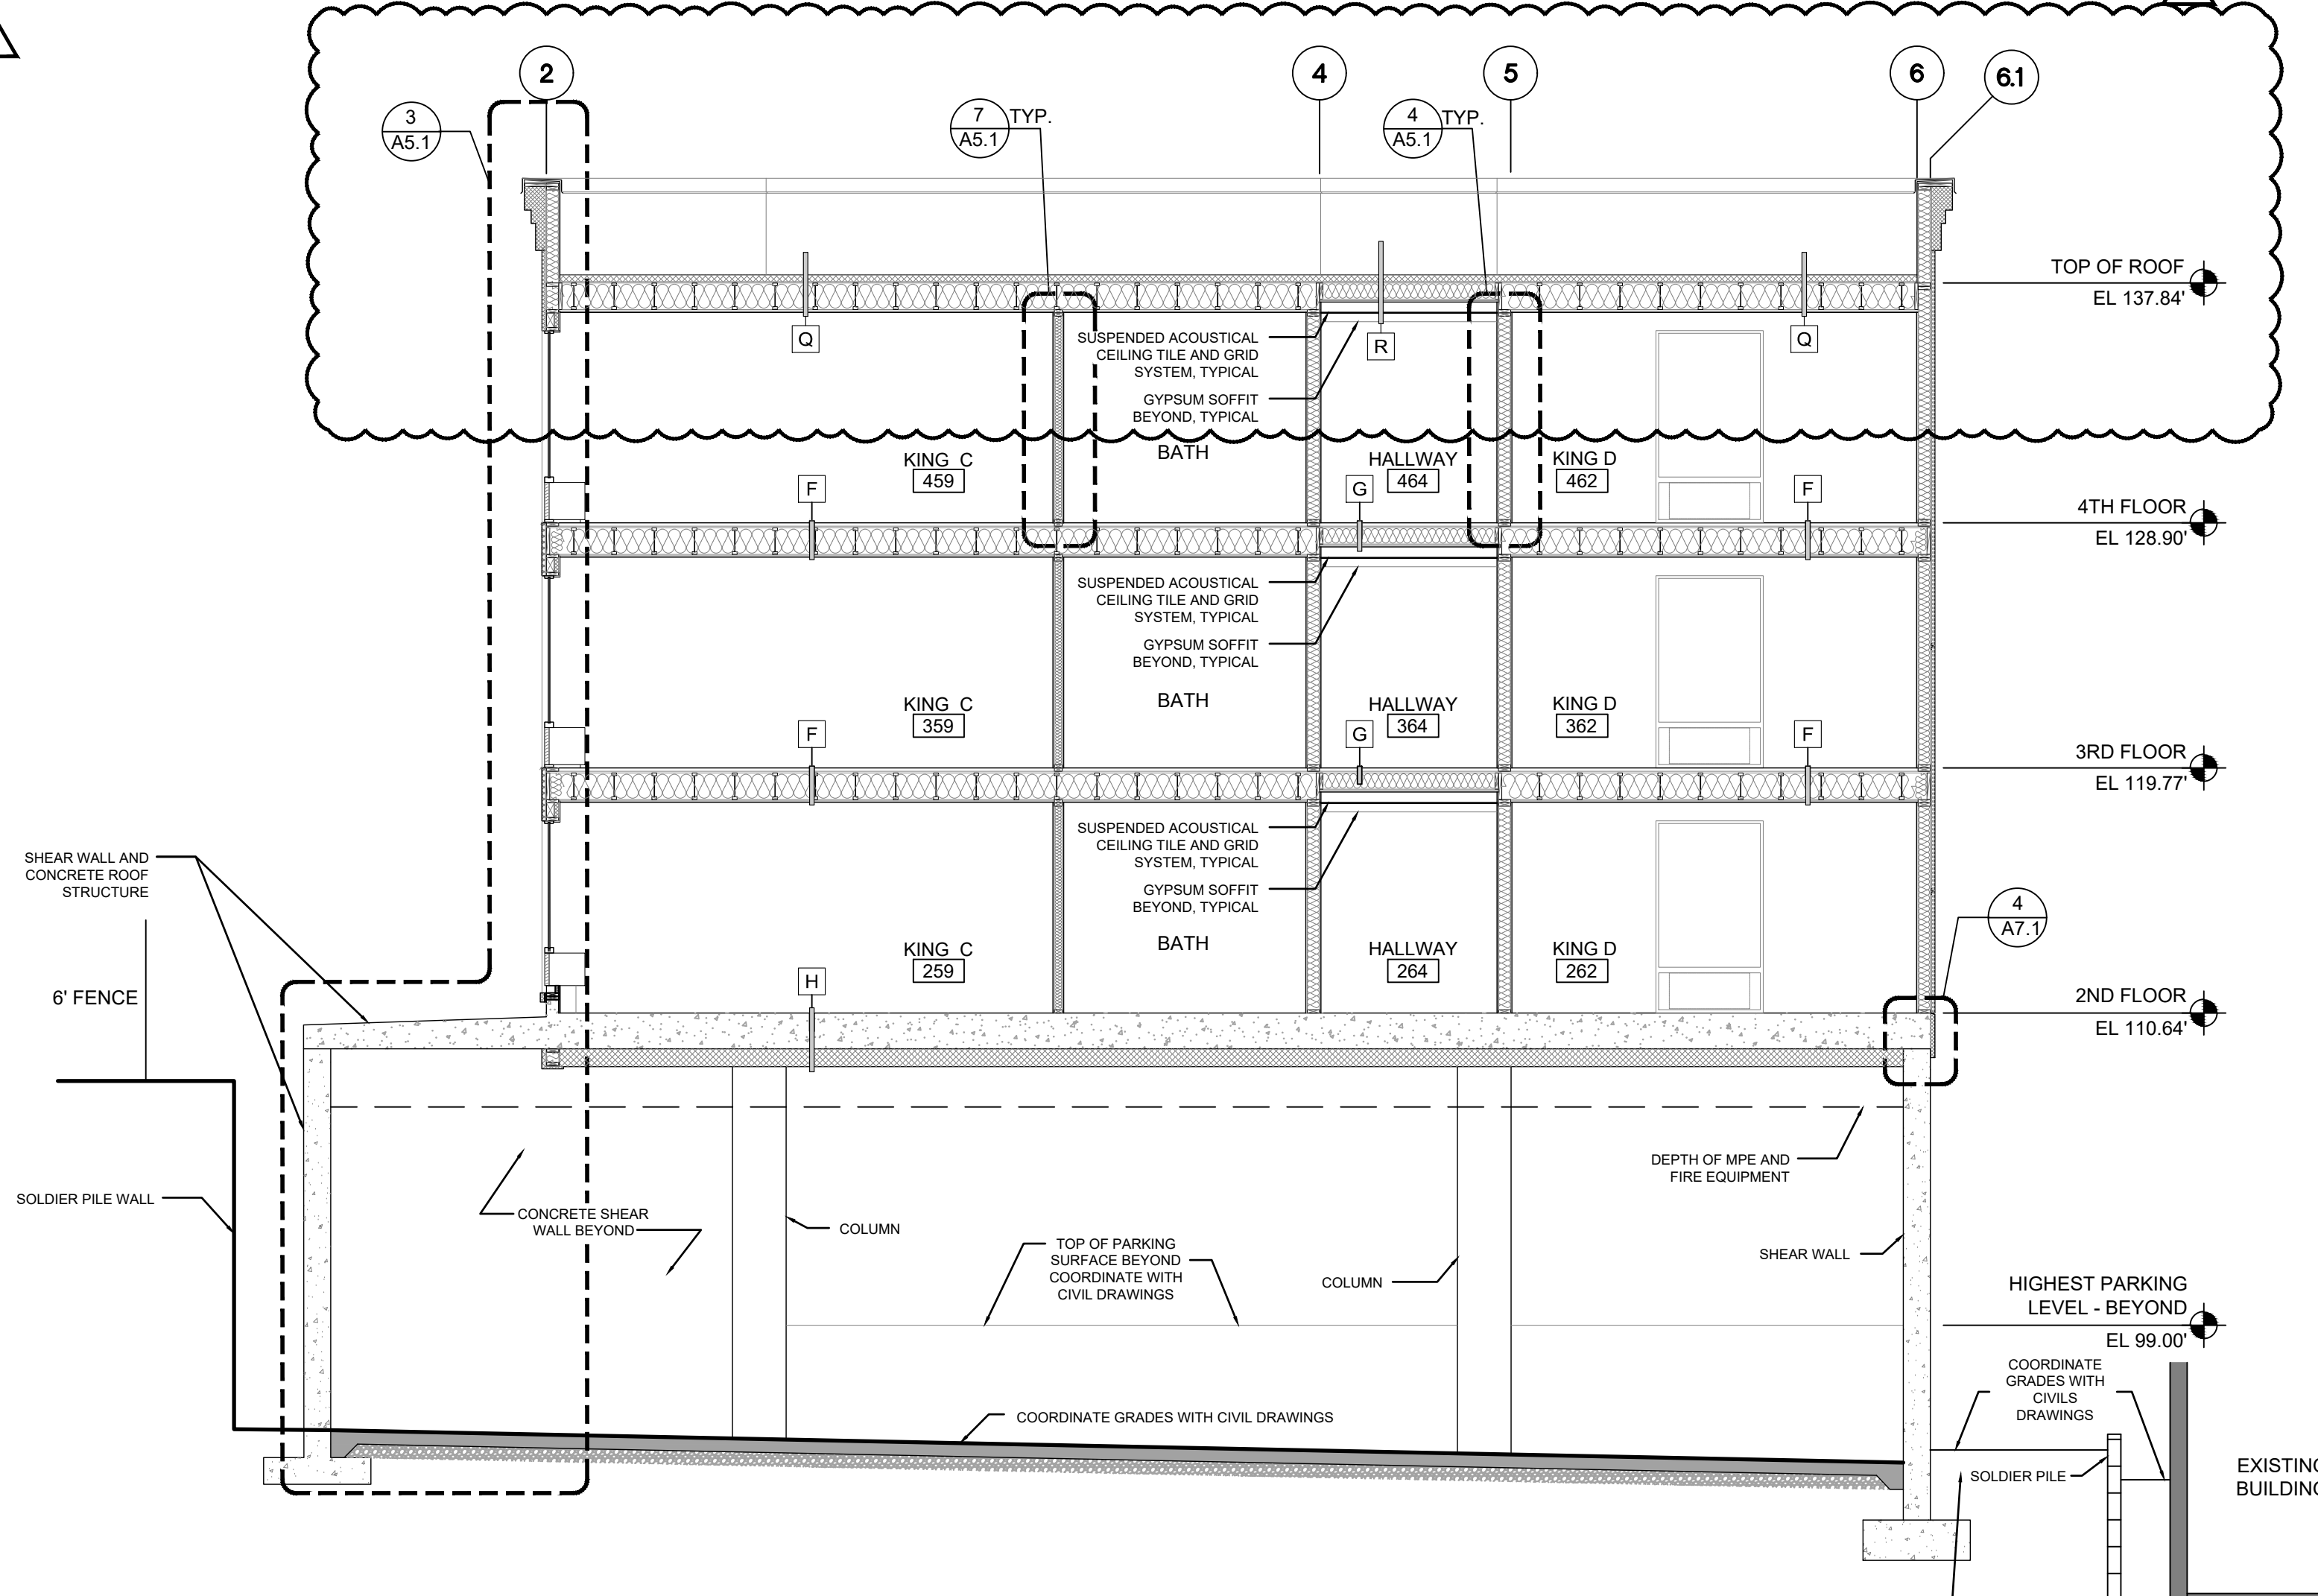 2
4
5
6
6.1
3
A5.1
7
A5.1
TYP.
4
A5.1
TYP.
TOP OF ROOF
EL 137.84'
Q
SUSPENDED ACOUSTICAL
CEILING TILE AND GRID
SYSTEM, TYPICAL
R
Q
GYPSUM SOFFIT
BEYOND, TYPICAL
KING C
459
BATH
HALLWAY
464
KING D
462
F
G
F
4TH FLOOR
EL 128.90'
SUSPENDED ACOUSTICAL
CEILING TILE AND GRID
SYSTEM, TYPICAL
GYPSUM SOFFIT
BEYOND, TYPICAL
KING C
359
BATH
HALLWAY
364
KING D
362
F
G
F
3RD FLOOR
EL 119.77'
SUSPENDED ACOUSTICAL
CEILING TILE AND GRID
SYSTEM, TYPICAL
GYPSUM SOFFIT
BEYOND, TYPICAL
SHEAR WALL AND
CONCRETE ROOF
STRUCTURE
4
A7.1
KING C
259
BATH
HALLWAY
264
KING D
262
H
6' FENCE
2ND FLOOR
EL 110.64'
DEPTH OF MPE AND
FIRE EQUIPMENT
SOLDIER PILE WALL
CONCRETE SHEAR
WALL BEYOND
COLUMN
TOP OF PARKING
SURFACE BEYOND
COORDINATE WITH
CIVIL DRAWINGS
COLUMN
SHEAR WALL
HIGHEST PARKING
LEVEL - BEYOND
EL 99.00'
COORDINATE
GRADES WITH
CIVILS
DRAWINGS
COORDINATE GRADES WITH CIVIL DRAWINGS
SOLDIER PILE
EXISTING
BUILDING